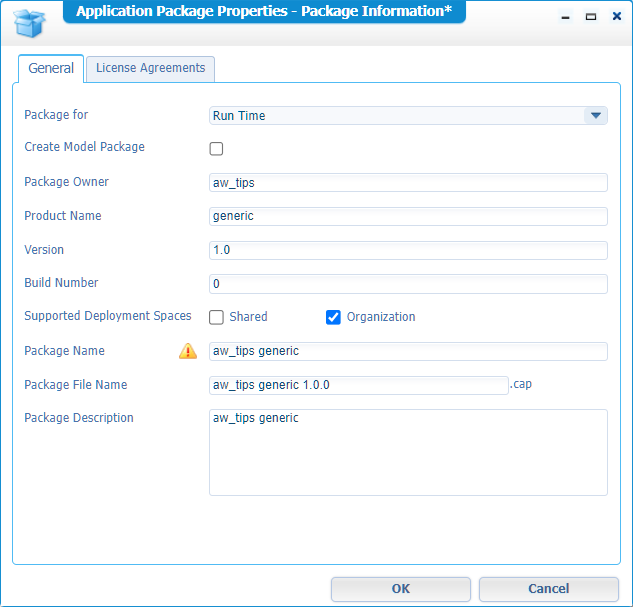 Application Package Properties - Package Information*
General
License Agreements
Package for
Run Time
Create Model Package
Package Owner
aw_tips
Product Name
generic
Version
1.0
Build Number
0
Supported Deployment Spaces
Shared
Organization
Package Name
aw_tips generic
Package File Name
aw_tips generic 1.0.0
.cap
Package Description
aw_tips generic
OK
Cancel